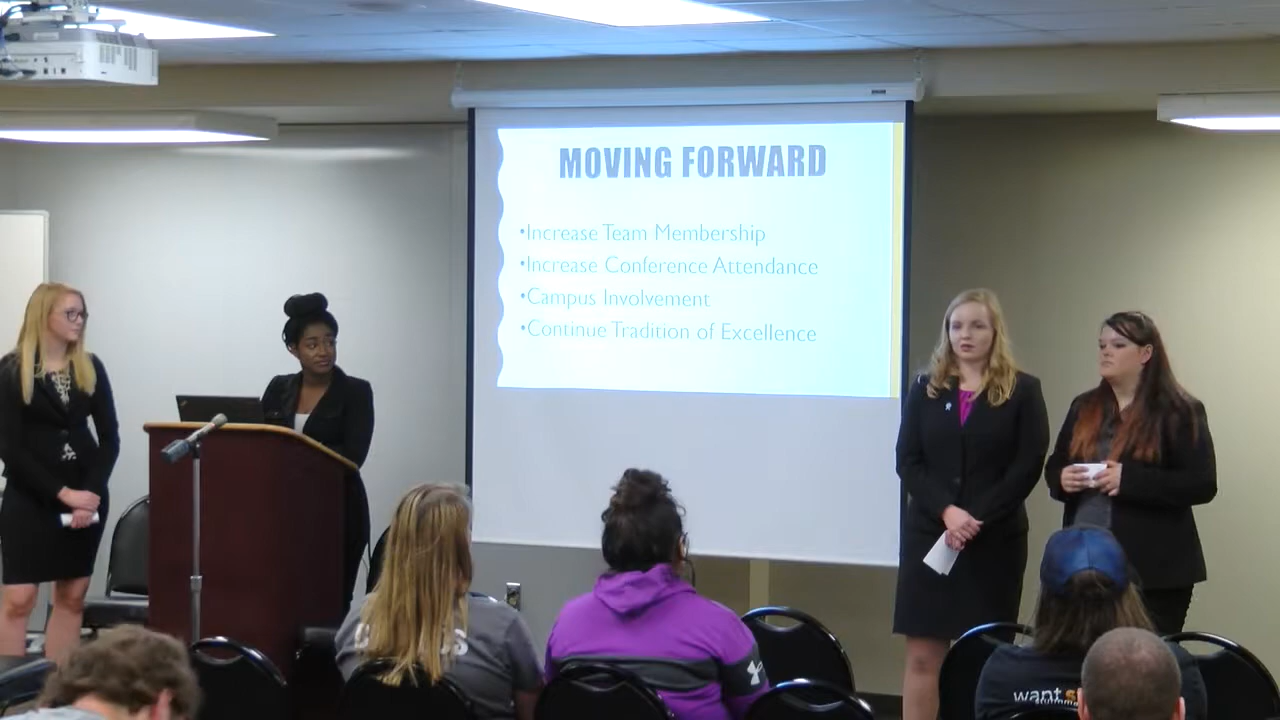 MOVING FORWARD
•Increase Team Membership
•Increase Conference Attendance
•Campus Involvement
•Continue Tradition of Excellence
want